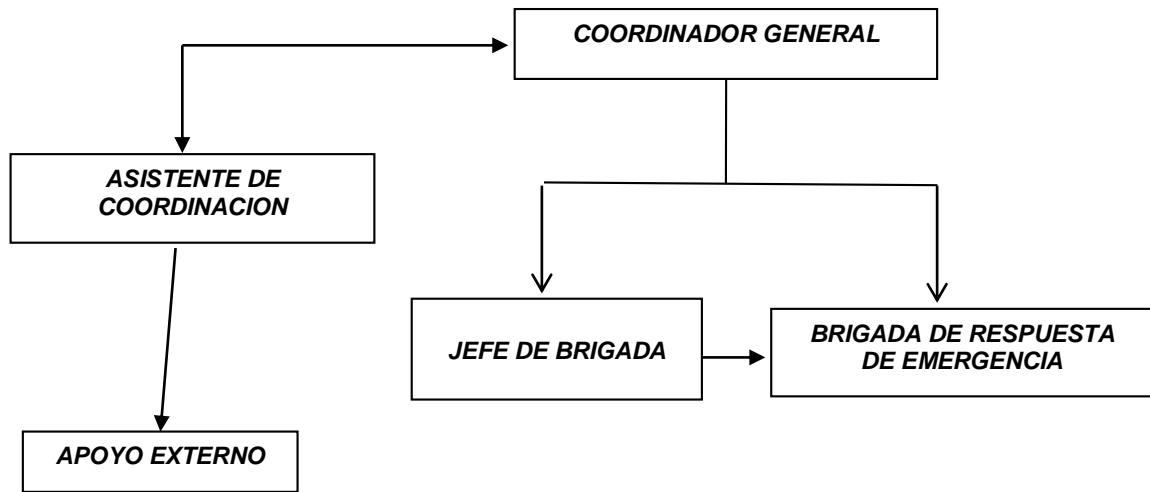 COORDINADOR GENERAL
ASISTENTE DE
COORDINACION
JEFE DE BRIGADA
BRIGADA DE RESPUESTA
DE EMERGENCIA
APOYO EXTERNO